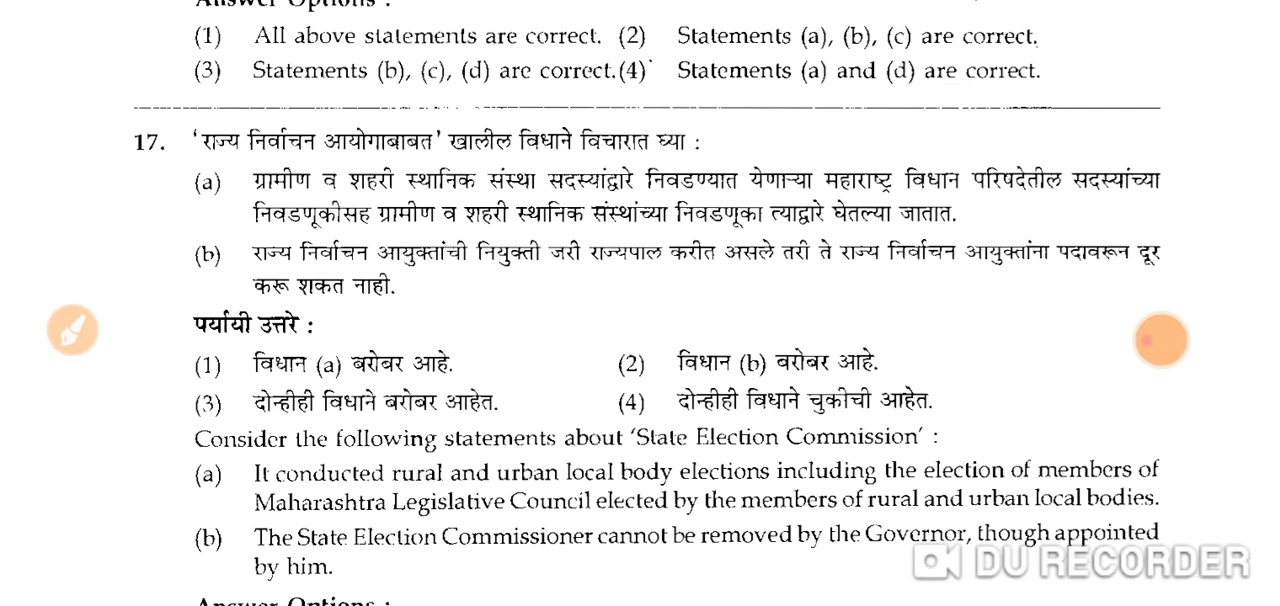 Answer Options :
(1) All above statements are correct. (2) Statements (a), (b), (c) are correct.
(3) Statements (b), (c), (d) are correct. (4) Statements (a) and (d) are correct.
17. 'राज्य निर्वाचन आयोगाबाबत' खालील विधाने विचारात घ्या :
(a) ग्रामीण व शहरी स्थानिक संस्था सदस्यांद्वारे निवडण्यात येणाऱ्या महाराष्ट्र विधान परिषदेतील सदस्यांच्या
निवडणूकीसह ग्रामीण व शहरी स्थानिक संस्थांच्या निवडणूका त्याद्वारे घेतल्या जातात.
(b) राज्य निर्वाचन आयुक्तांची नियुक्ती जरी राज्यपाल करीत असले तरी ते राज्य निर्वाचन आयुक्तांना पदावरून दूर
करू शकत नाही.
पर्यायी उत्तरे :
(1) विधान (a) बरोबर आहे. (2) विधान (b) बरोबर आहे.
(3) दोन्हीही विधाने बरोबर आहेत. (4) दोन्हीही विधाने चुकीची आहेत.
Consider the following statements about 'State Election Commission' :
(a) It conducted rural and urban local body elections including the election of members of
Maharashtra Legislative Council elected by the members of rural and urban local bodies.
(b) The State Election Commissioner cannot be removed by the Governor, though appointed
by him.
DU RECORDER
Answer Options :